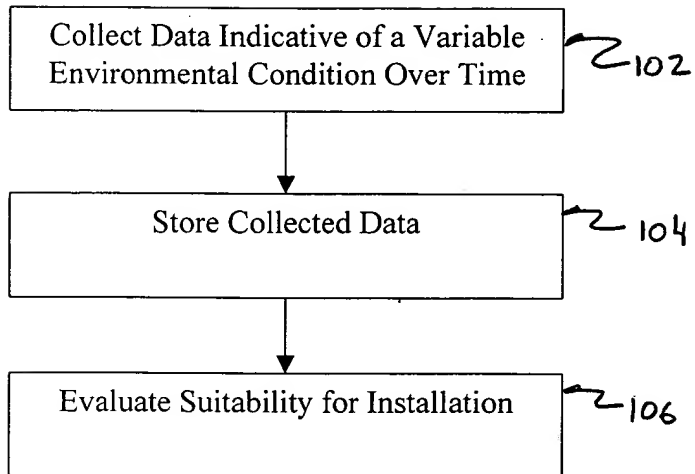 Collect Data Indicative of a Variable
Environmental Condition Over Time
102
Store Collected Data
104
Evaluate Suitability for Installation
106